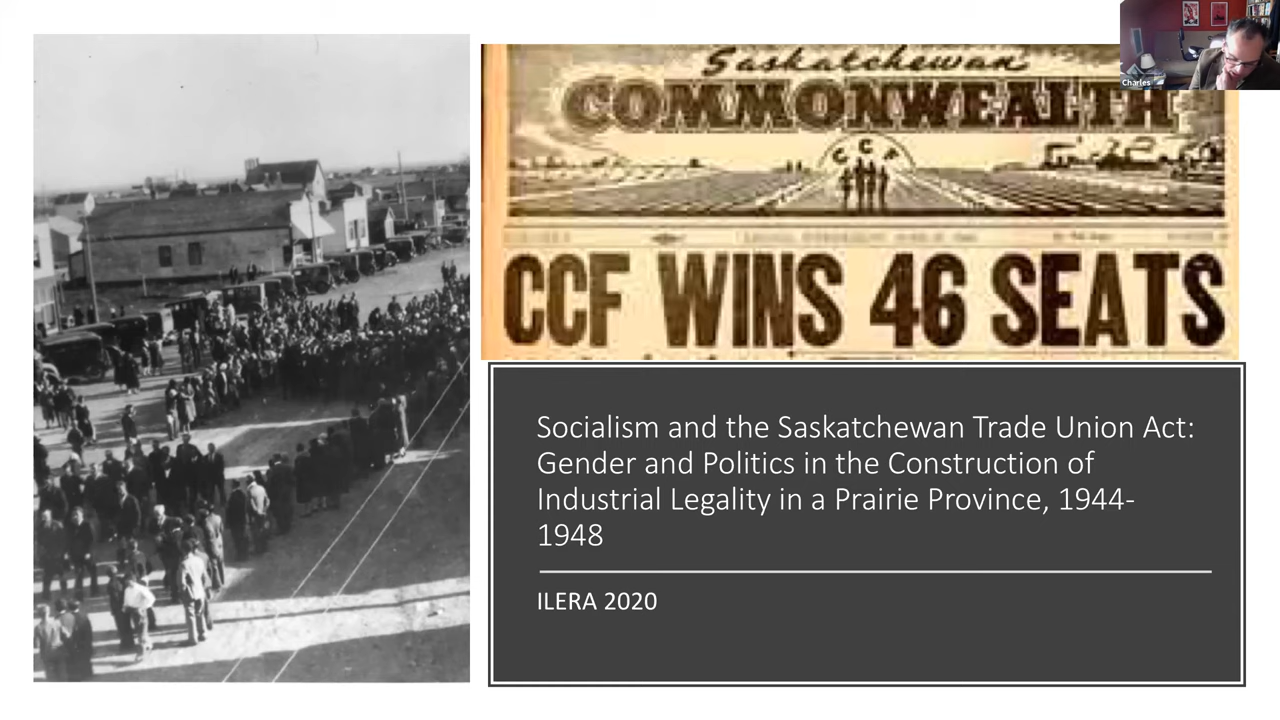 Saskatchewan
COMMONWEALTH
CCF
CCF WINS 46 SEATS
Charles
Socialism and the Saskatchewan Trade Union Act:
Gender and Politics in the Construction of
Industrial Legality in a Prairie Province, 1944-
1948
ILERA 2020